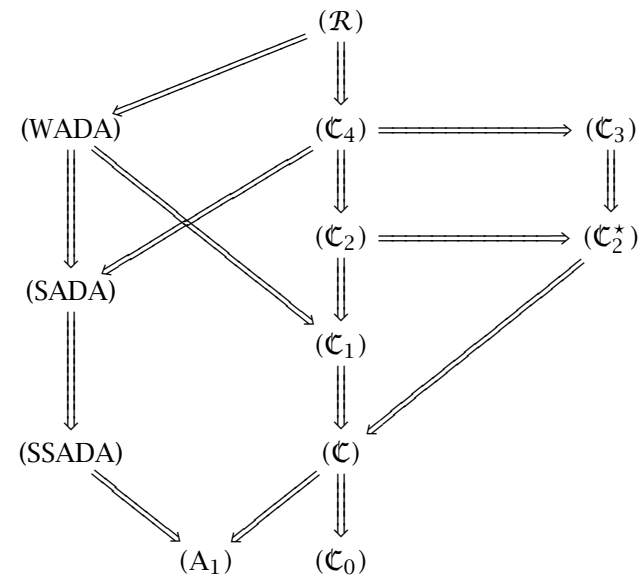 (ℛ)
(WADA) (ℭ₄) (ℭ₃)
(ℭ₂) (ℭ₂⋆)
(SADA)
(ℭ₁)
(SSADA) (ℭ)
(A₁) (ℭ₀)